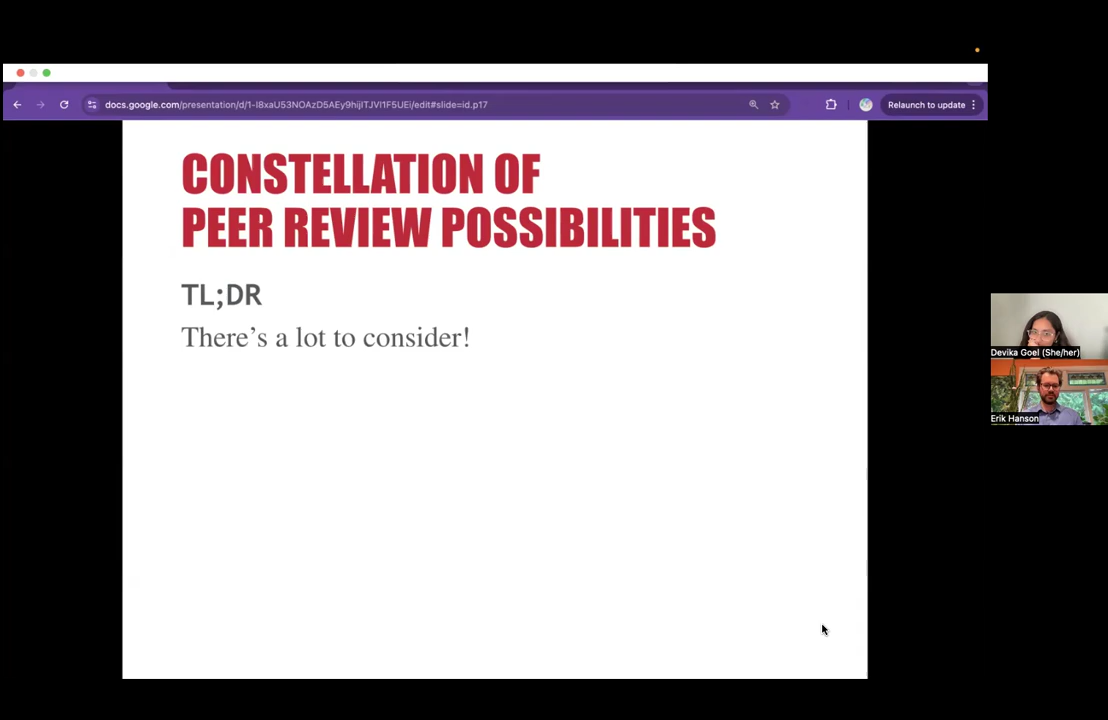 docs.google.com/presentation/d/1-I8xaU53NOAzD5AEy9hijlTJVl1F5UEi/edit#slide=id.p17
Relaunch to update
CONSTELLATION OF
PEER REVIEW POSSIBILITIES
TL;DR
There's a lot to consider!
Devika Goel (She/her)
Erik Hanson